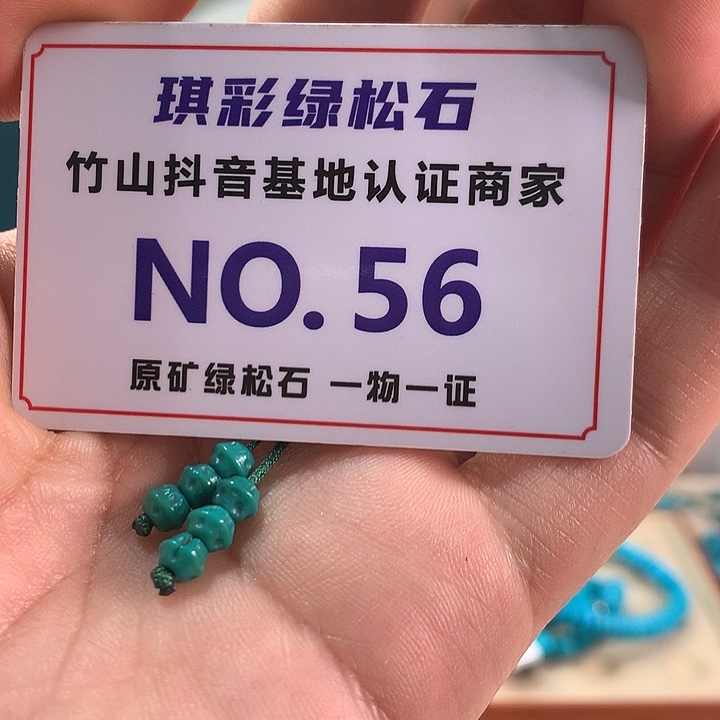 琪彩绿松石
竹山抖音基地认证商家
NO. 56
原矿绿松石 一物一证